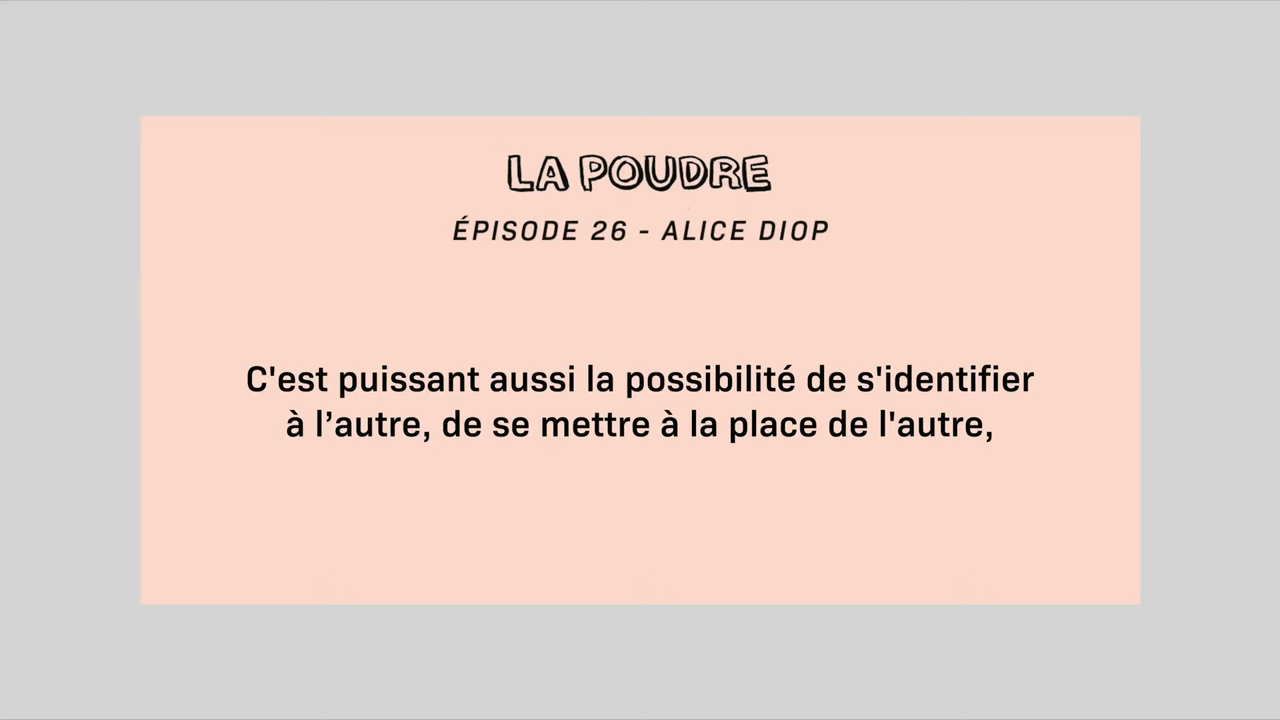 LA POUDRE
ÉPISODE 26 - ALICE DIOP
C'est puissant aussi la possibilité de s'identifier
à l’autre, de se mettre à la place de l'autre,